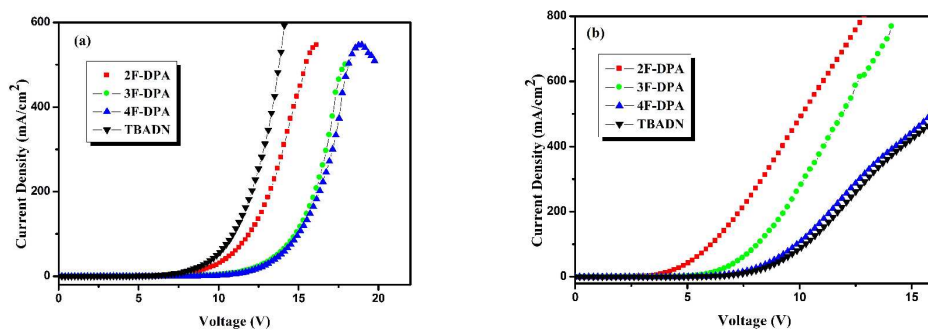 (a)
2F-DPA
3F-DPA
4F-DPA
TBADN
600
400
200
0
0 5 10 15 20
Current Density (mA/cm²)
Voltage (V)
(b)
2F-DPA
3F-DPA
4F-DPA
TBADN
800
600
400
200
0
0 5 10 15
Current Density (mA/cm²)
Voltage (V)